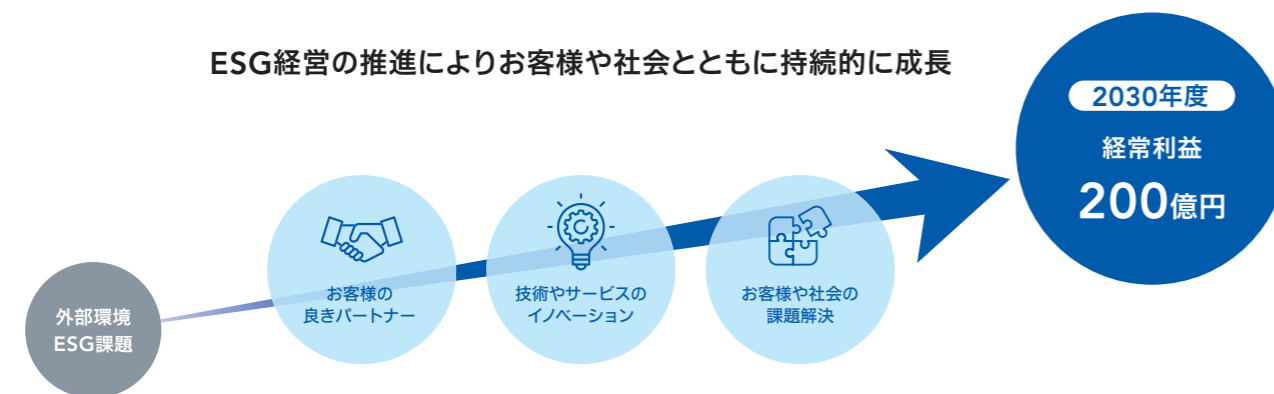 ESG経営の推進によりお客様や社会とともに持続的に成長
2030年度
経常利益
200億円
お客様の
良きパートナー
技術やサービスの
イノベーション
お客様や社会の
課題解決
外部環境
ESG課題